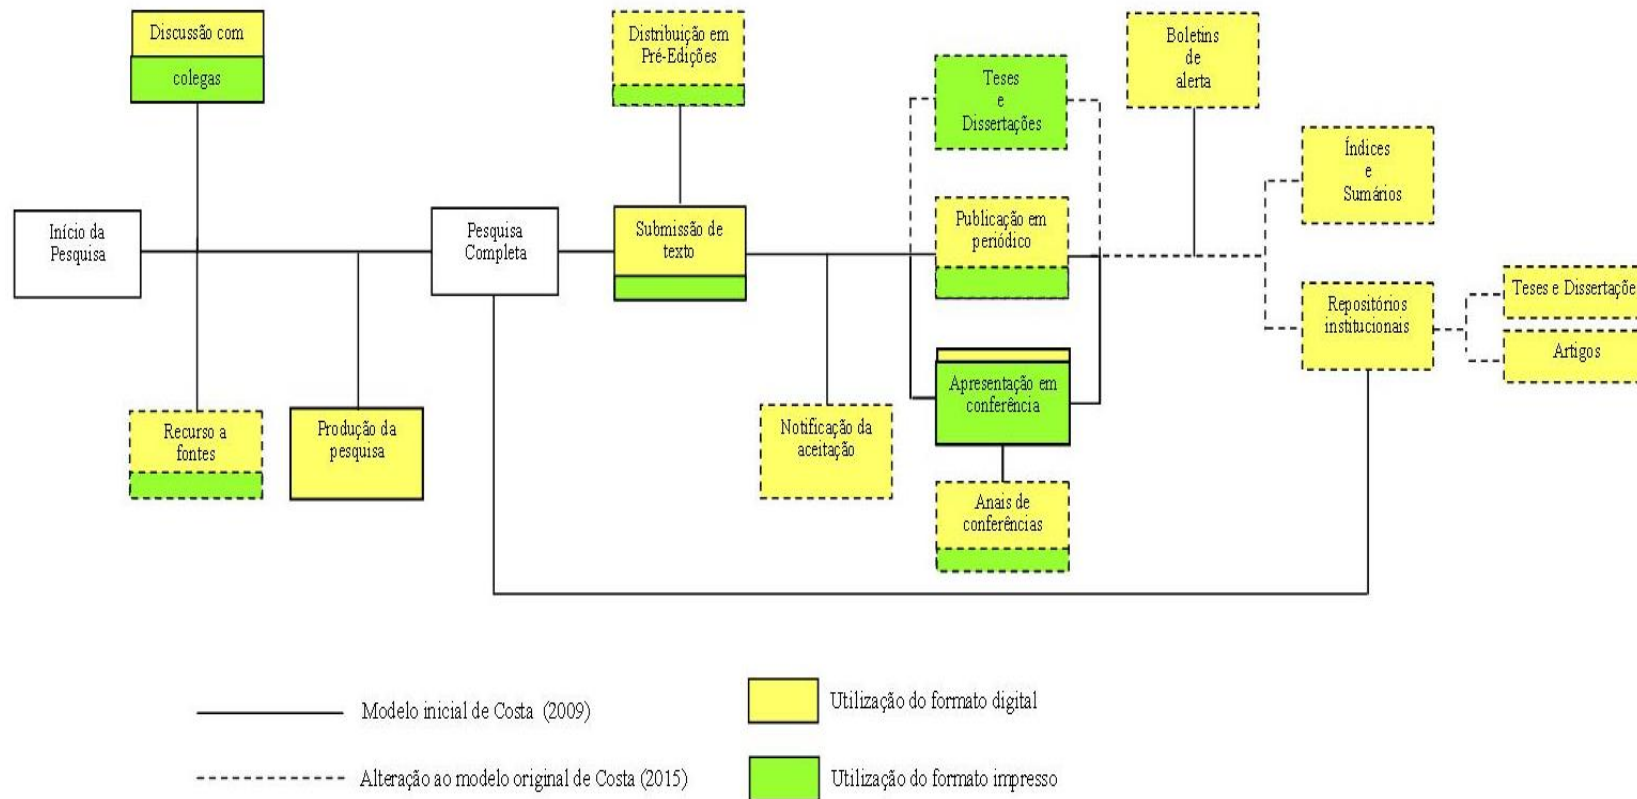 Discussão com
colegas
Distribuição em
Pré-Edições
Teses
e
Dissertações
Boletins
de
alerta
Índices
e
Sumários
Início da
Pesquisa
Pesquisa
Completa
Submissão de
texto
Publicação em
periódico
Repositórios
institucionais
Teses e Dissertaçõe
Artigos
Recurso a
fontes
Produção da
pesquisa
Notificação da
aceitação
Apresentação em
conferência
Anais de
conferências
Modelo inicial de Costa (2009)
Utilização do formato digital
Alteração ao modelo original de Costa (2015)
Utilização do formato impresso